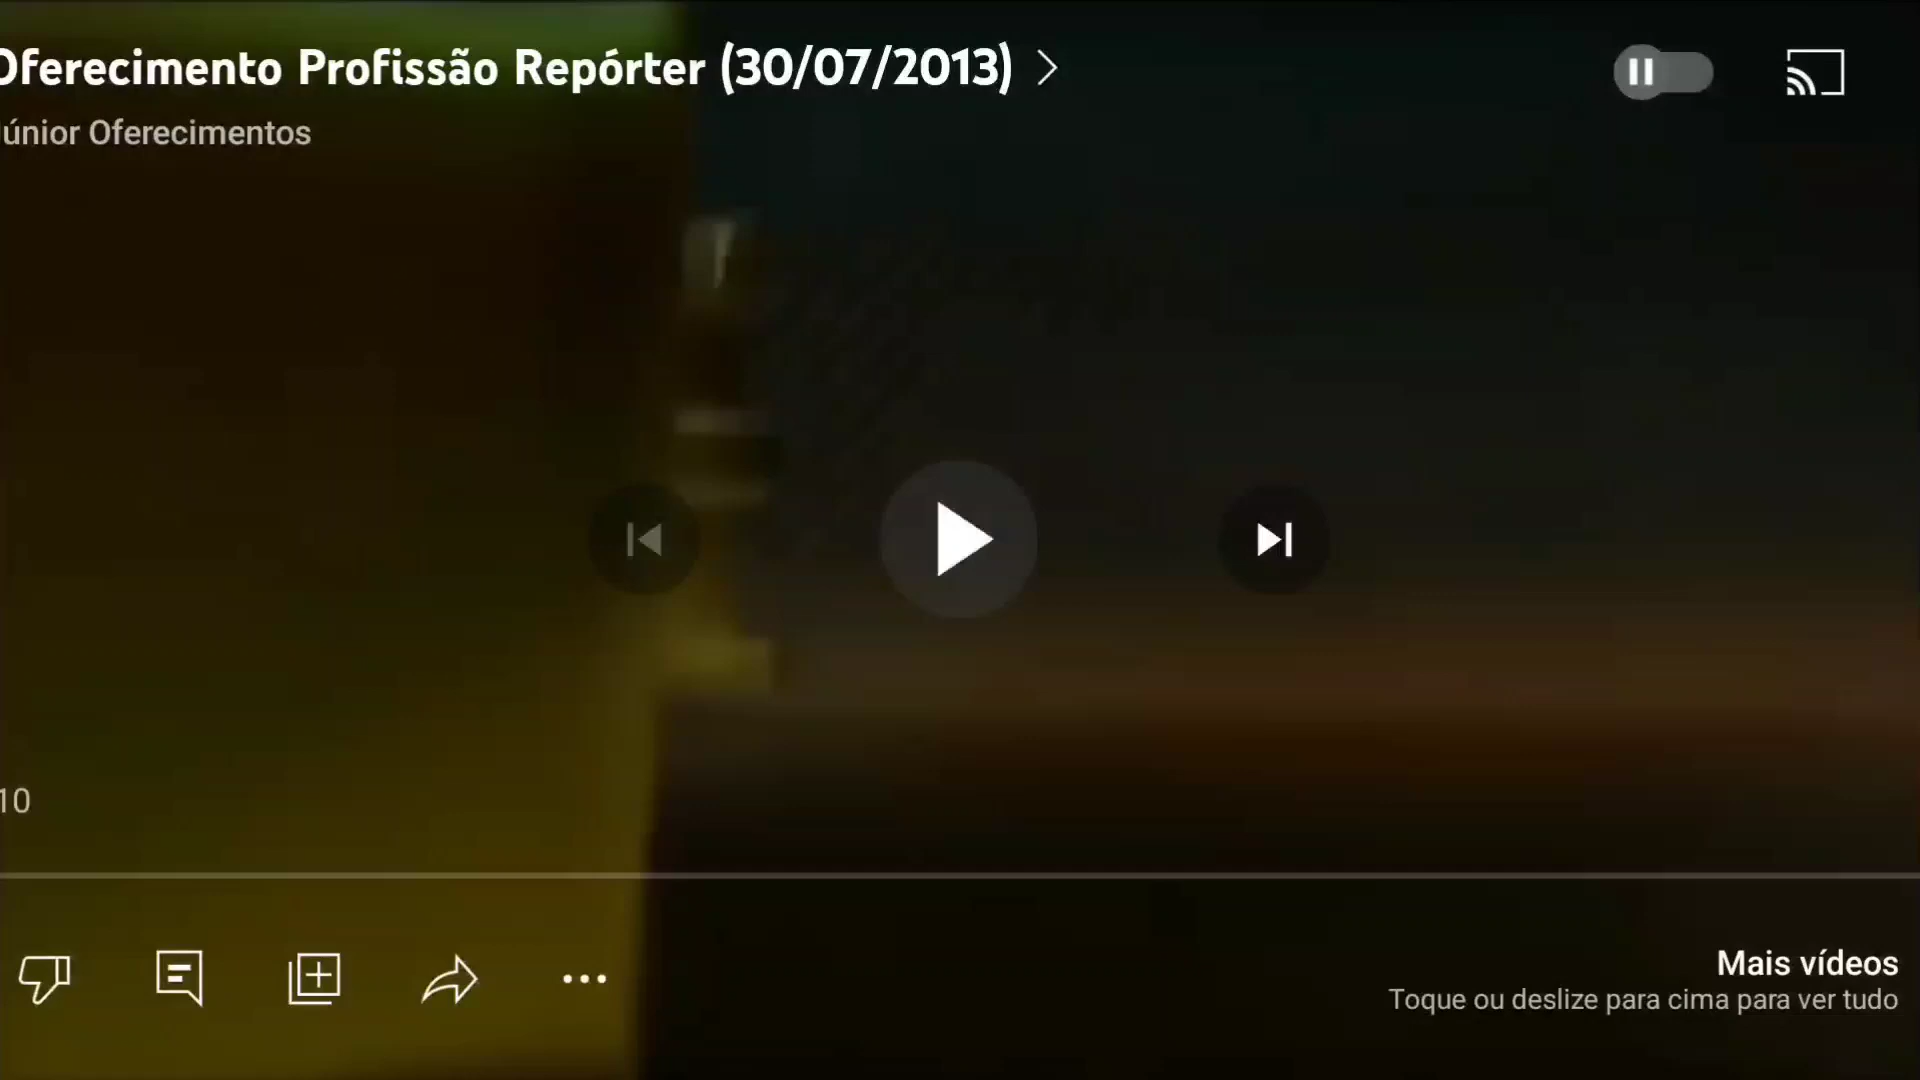 Oferecimento Profissão Repórter (30/07/2013)
únior Oferecimentos
10
Mais vídeos
Toque ou deslize para cima para ver tudo